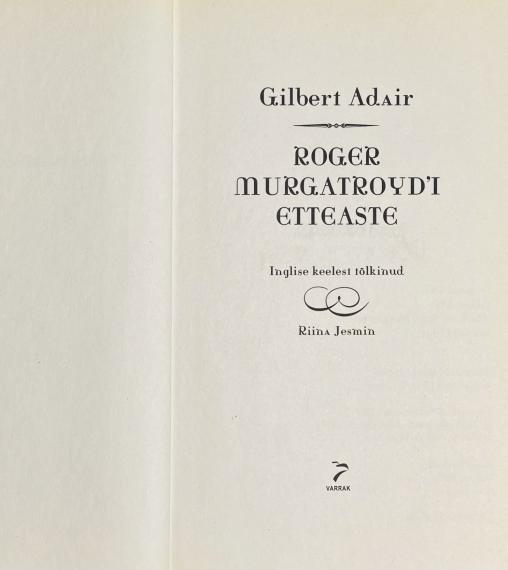 Gilbert Adair
ROGER
MURGATROYD'I
ETTEASTE
Inglise keelest tõlkinud
Riina Jesmin
VARRAK